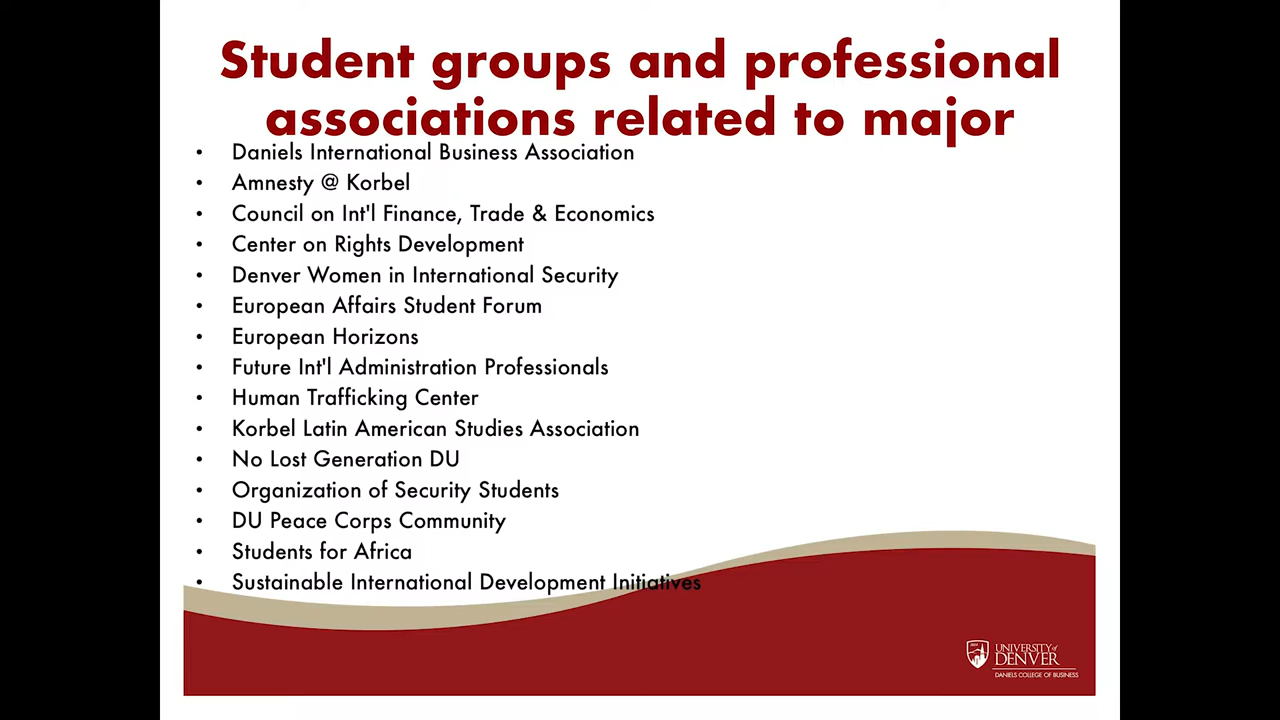 Student groups and professional
associations related to major
• Daniels International Business Association
• Amnesty @ Korbel
• Council on Int'l Finance, Trade & Economics
• Center on Rights Development
• Denver Women in International Security
• European Affairs Student Forum
• European Horizons
• Future Int'l Administration Professionals
• Human Trafficking Center
• Korbel Latin American Studies Association
• No Lost Generation DU
• Organization of Security Students
• DU Peace Corps Community
• Students for Africa
• Sustainable International Development Initiatives
UNIVERSITY of
DENVER
DANIELS COLLEGE OF BUSINESS